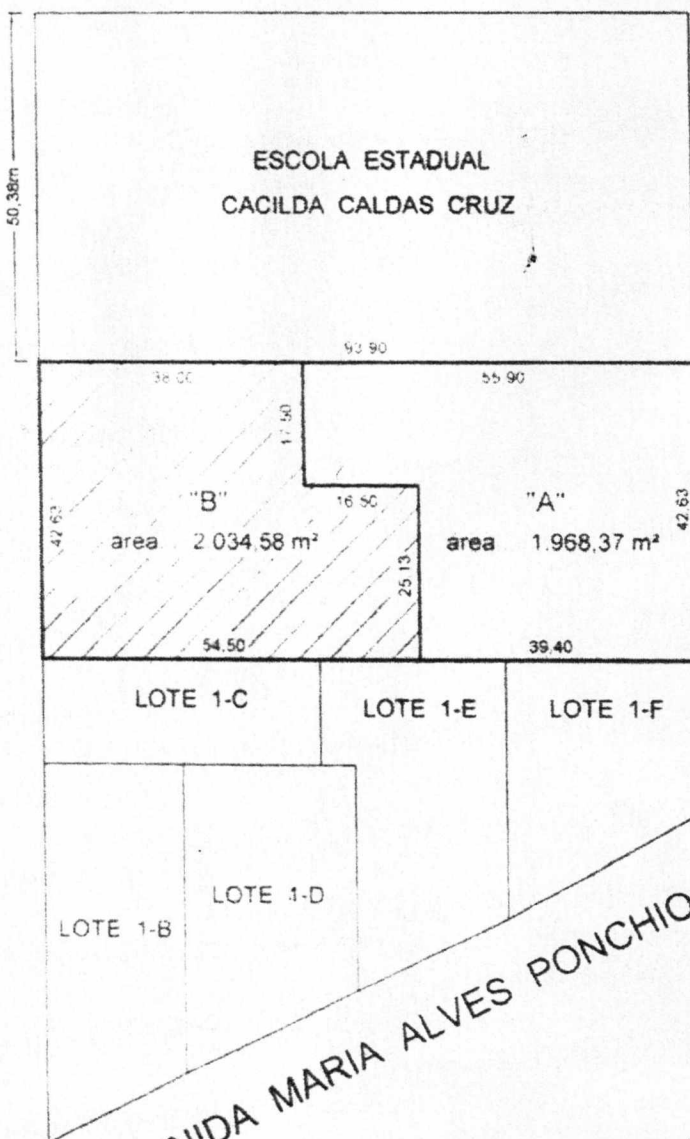 50,38m
ESCOLA ESTADUAL
CACILDA CALDAS CRUZ
93.90
38.00
55.90
17.50
"B"
16.50
"A"
42.63
area 2.034,58 m²
area 1.968,37 m²
42.63
25.13
54.50
39.40
LOTE 1-C
LOTE 1-E
LOTE 1-F
LOTE 1-D
LOTE 1-B
NIDA MARIA ALVES PONCHIO